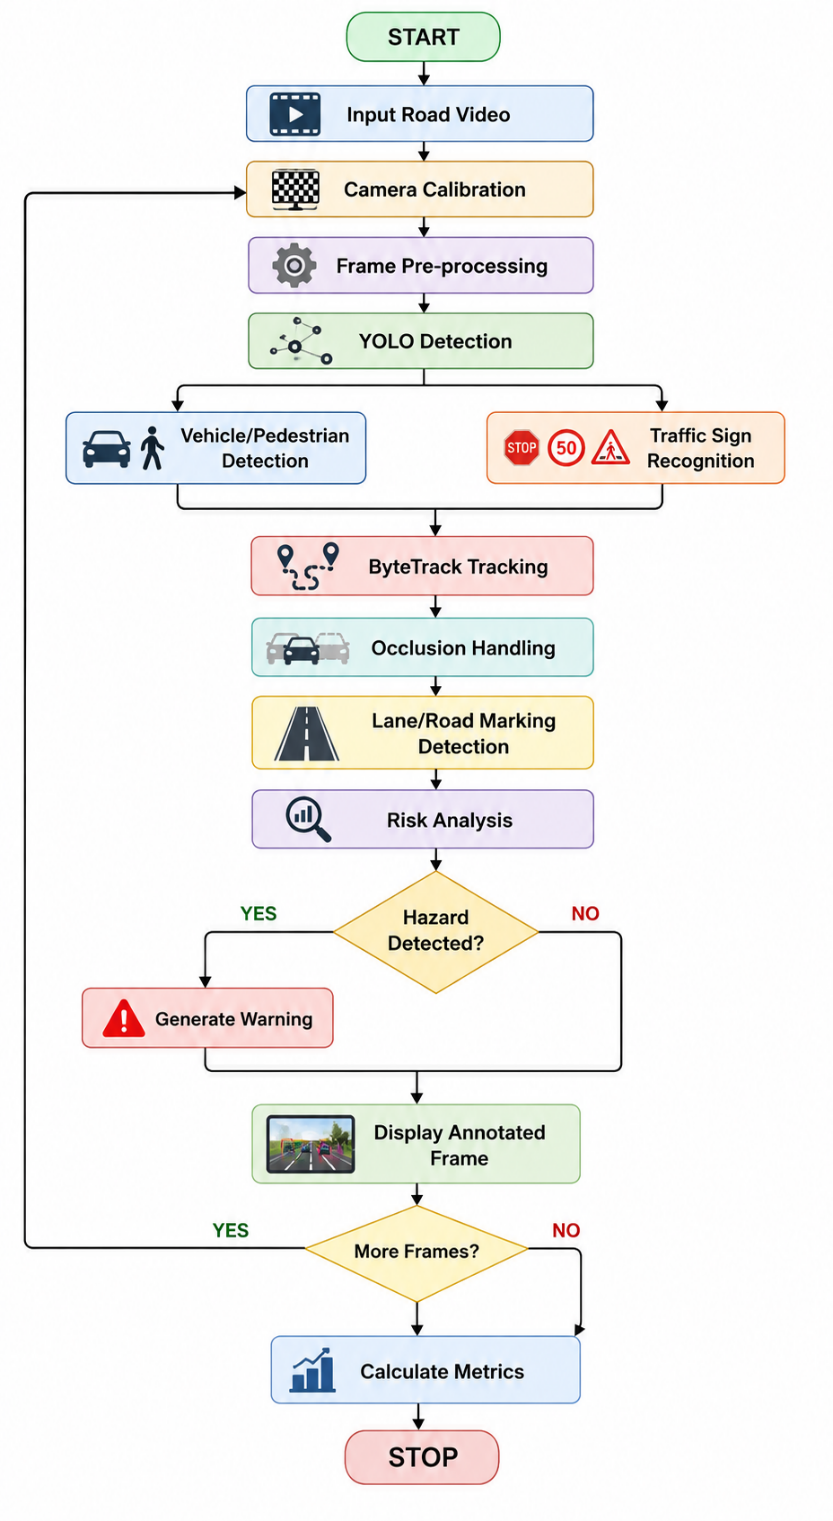 START
Input Road Video
Camera Calibration
Frame Pre-processing
YOLO Detection
Vehicle/Pedestrian
Detection
STOP
50
Traffic Sign
Recognition
ByteTrack Tracking
Occlusion Handling
Lane/Road Marking
Detection
Risk Analysis
Hazard
Detected?
YES
NO
Generate Warning
Display Annotated
Frame
More Frames?
YES
NO
Calculate Metrics
STOP